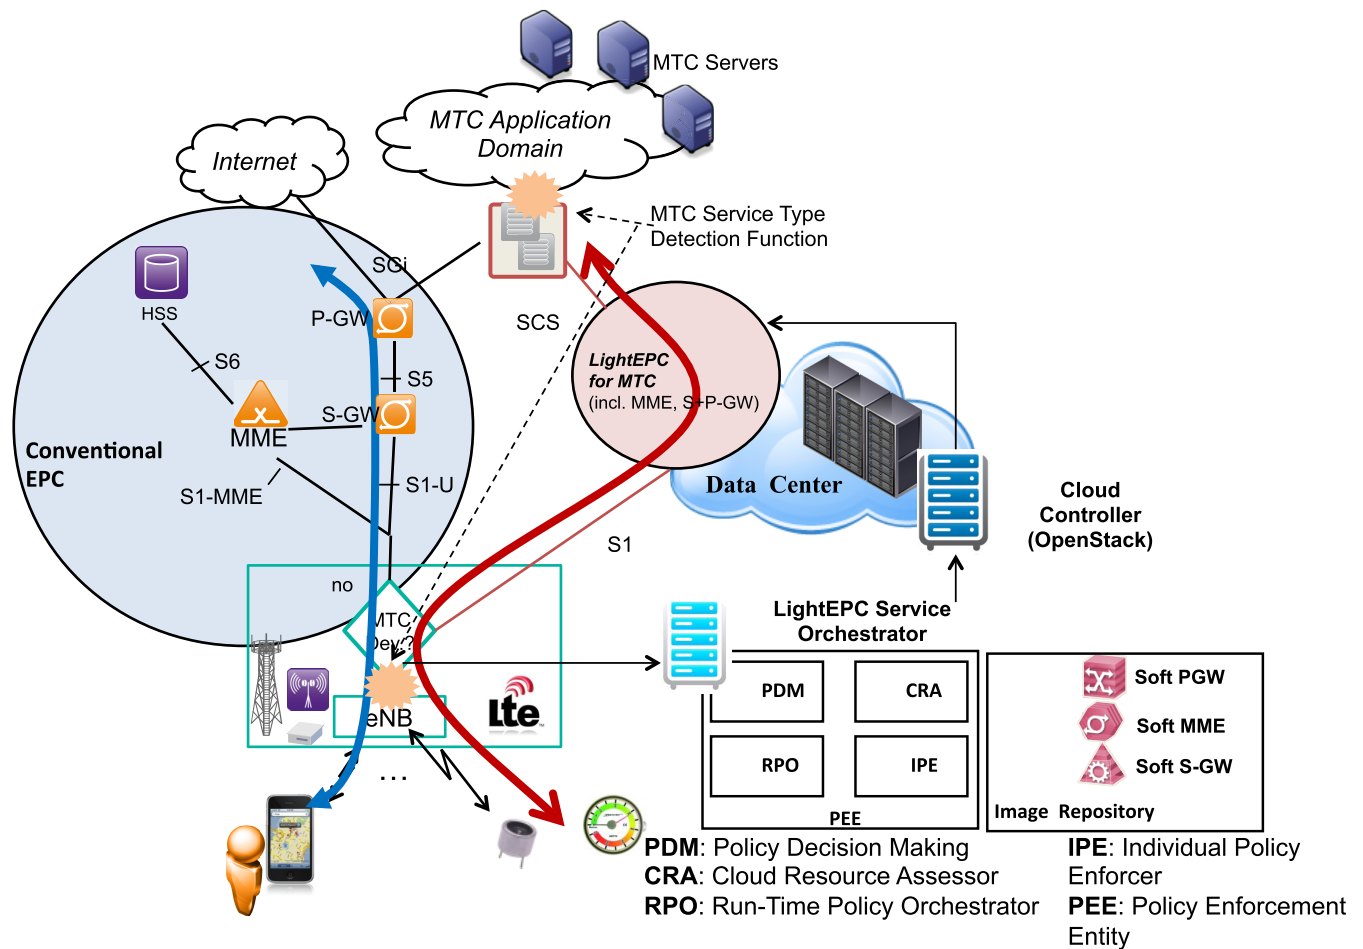 MTC Servers
MTC Application
Domain
Internet
MTC Service Type
Detection Function
SGi
HSS
P-GW
SCS
S6
S5
LightEPC
for MTC
(incl. MME, S+P-GW)
S-GW
MME
Conventional
EPC
S1-MME
S1-U
Data Center
Cloud
Controller
(OpenStack)
S1
no
MTC
Dev?
LightEPC Service
Orchestrator
PDM
CRA
RPO
IPE
PEE
Soft PGW
Soft MME
Soft S-GW
Image Repository
eNB
Lte
TM
...
PDM: Policy Decision Making
CRA: Cloud Resource Assessor
RPO: Run-Time Policy Orchestrator
IPE: Individual Policy
Enforcer
PEE: Policy Enforcement
Entity